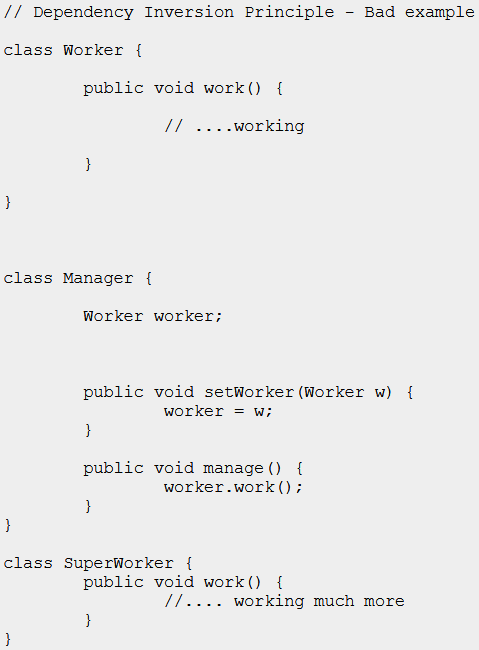 // Dependency Inversion Principle - Bad example
class Worker {
public void work() {
// ....working
}
}
class Manager {
Worker worker;
public void setWorker(Worker w) {
worker = w;
}
public void manage() {
worker.work();
}
}
class SuperWorker {
public void work() {
//.... working much more
}
}